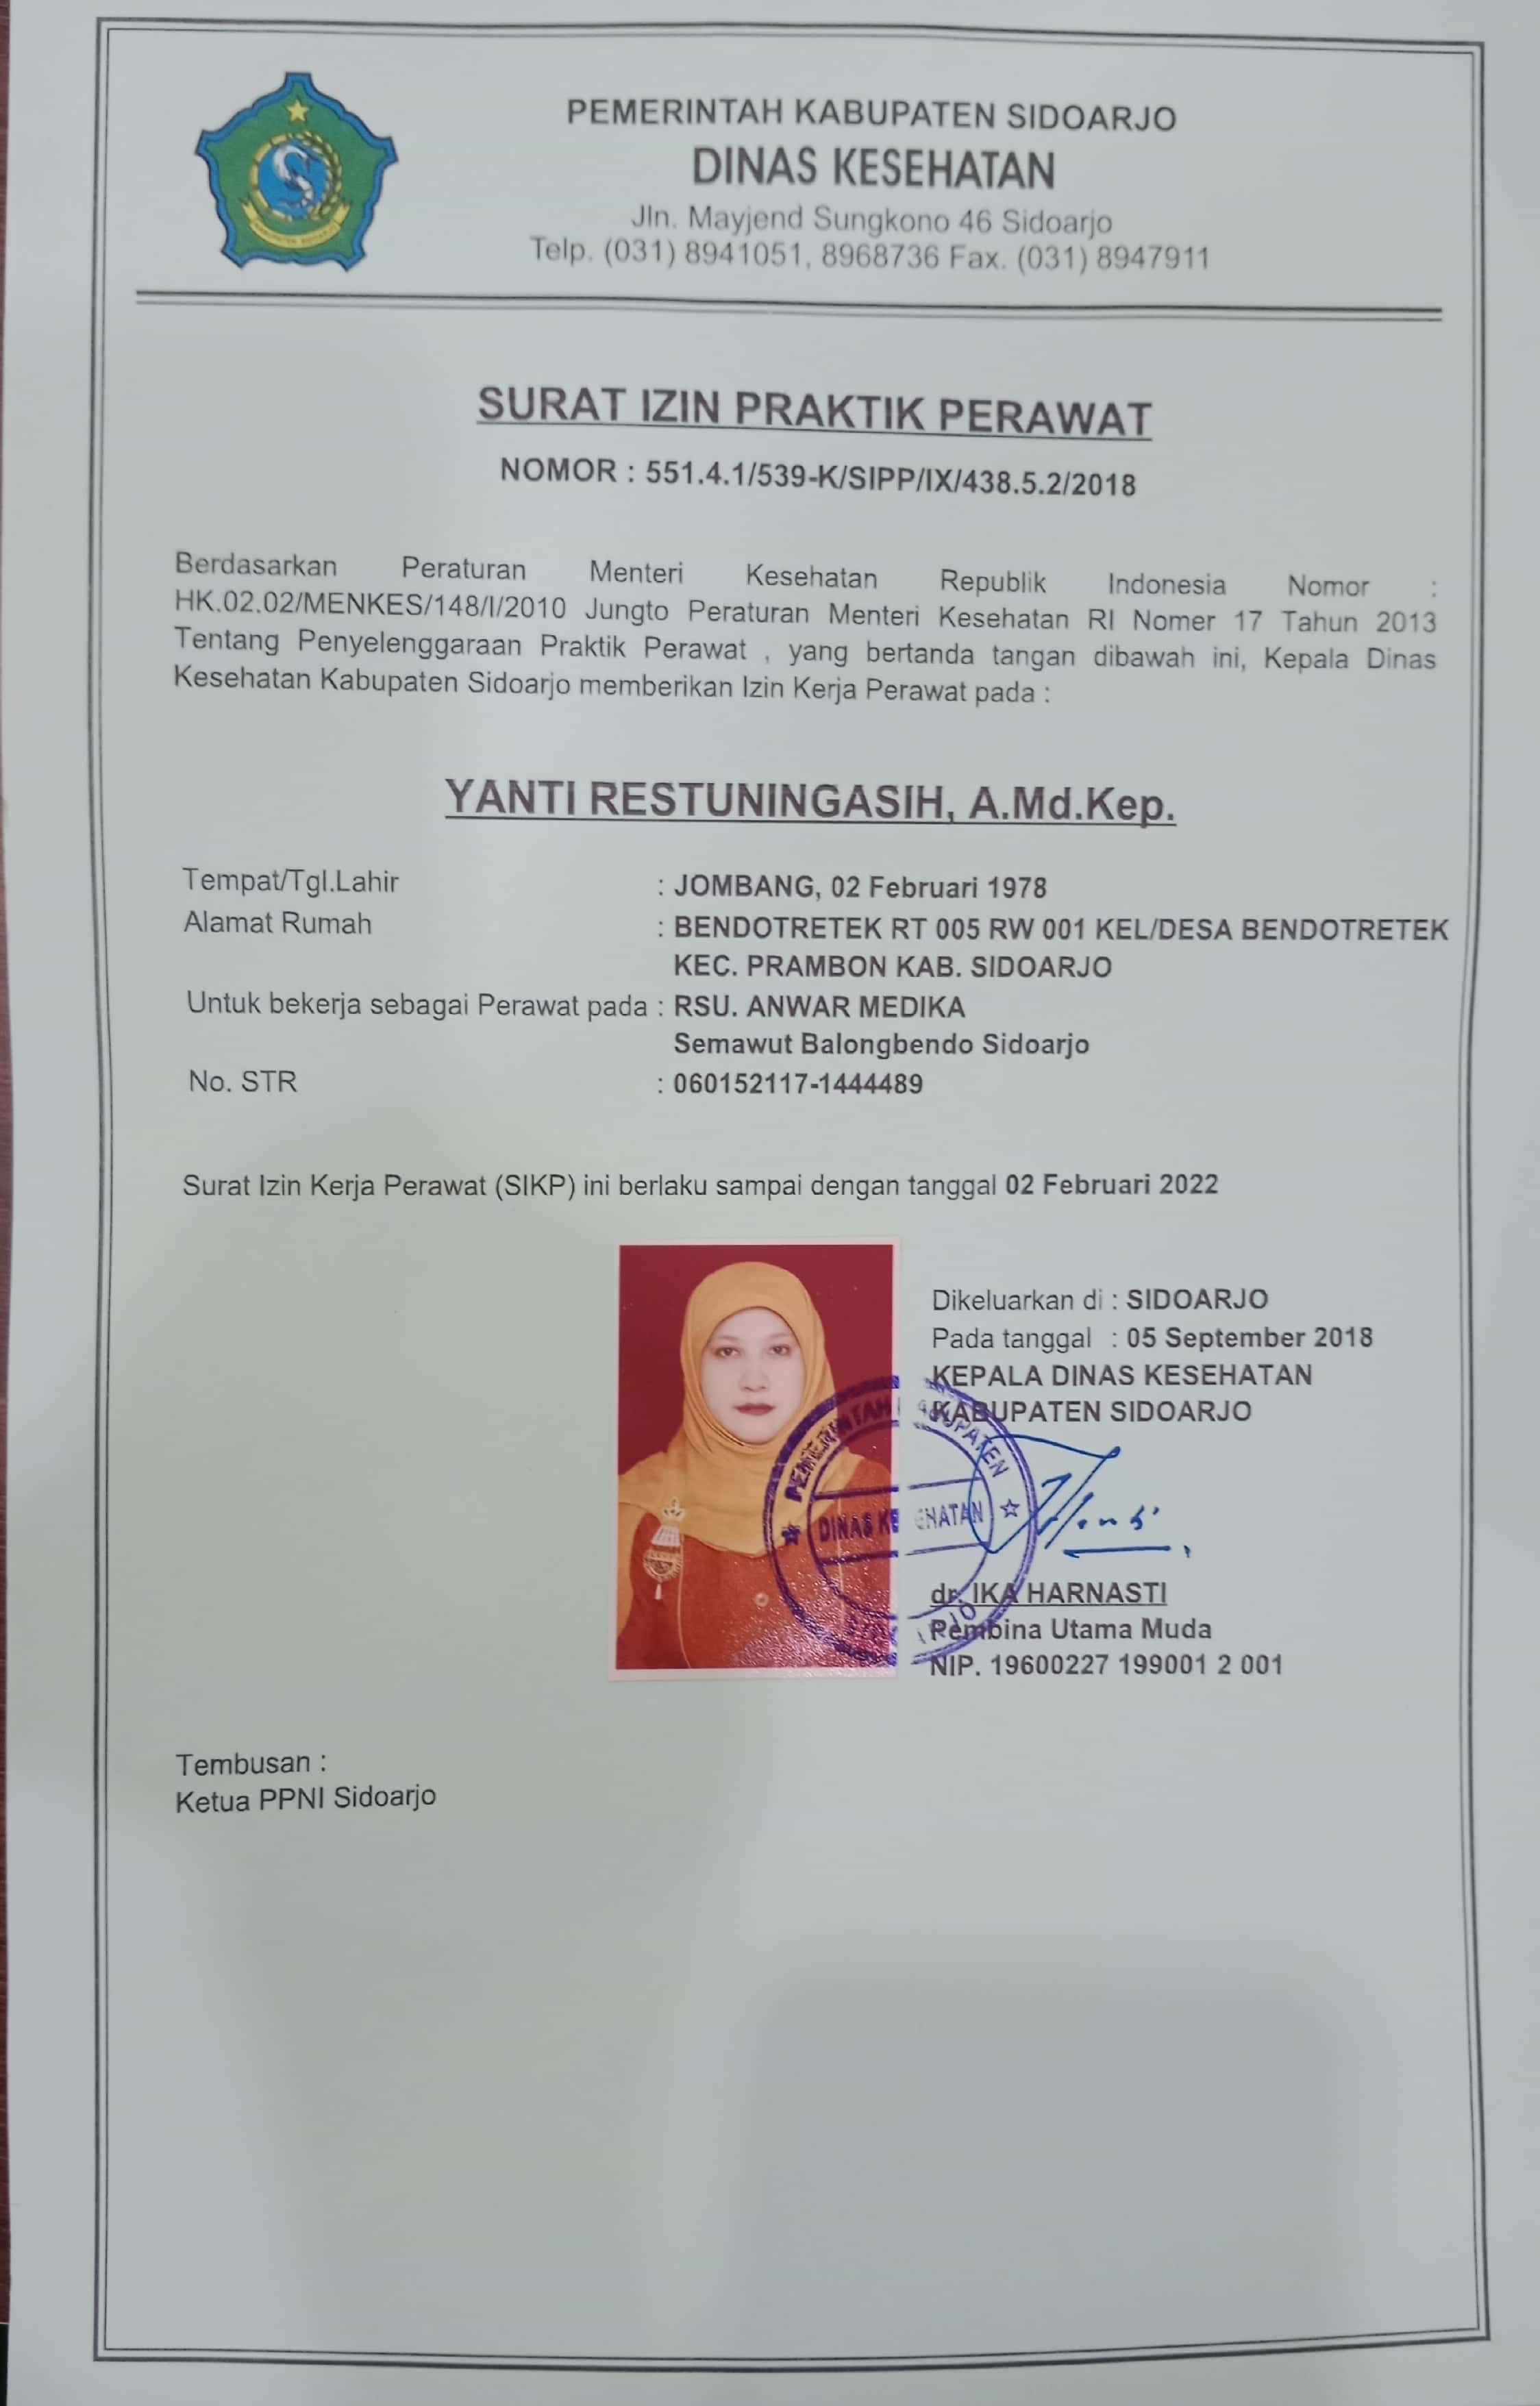 PEMERINTAH KABUPATEN SIDOARJO
DINAS KESEHATAN
Jln. Mayjend Sungkono 46 Sidoarjo
Telp. (031) 8941051, 8968736 Fax. (031) 8947911
SURAT IZIN PRAKTIK PERAWAT
NOMOR : 551.4.1/539-K/SIPP/IX/438.5.2/2018
Berdasarkan Peraturan Menteri Kesehatan Republik Indonesia Nomor :
HK.02.02/MENKES/148/I/2010 Jungto Peraturan Menteri Kesehatan RI Nomer 17 Tahun 2013
Tentang Penyelenggaraan Praktik Perawat , yang bertanda tangan dibawah ini, Kepala Dinas
Kesehatan Kabupaten Sidoarjo memberikan Izin Kerja Perawat pada :
YANTI RESTUNINGASIH, A.Md.Kep.
Tempat/Tgl.Lahir : JOMBANG, 02 Februari 1978
Alamat Rumah : BENDOTRETEK RT 005 RW 001 KEL/DESA BENDOTRETEK
KEC. PRAMBON KAB. SIDOARJO
Untuk bekerja sebagai Perawat pada : RSU. ANWAR MEDIKA
Semawut Balongbendo Sidoarjo
No. STR : 060152117-1444489
Surat Izin Kerja Perawat (SIKP) ini berlaku sampai dengan tanggal 02 Februari 2022
Dikeluarkan di : SIDOARJO
Pada tanggal : 05 September 2018
KEPALA DINAS KESEHATAN
KABUPATEN SIDOARJO
KABUPATEN
DINAS KE EHATAN
dr. IKA HARNASTI
Pembina Utama Muda
NIP. 19600227 199001 2 001
Tembusan :
Ketua PPNI Sidoarjo